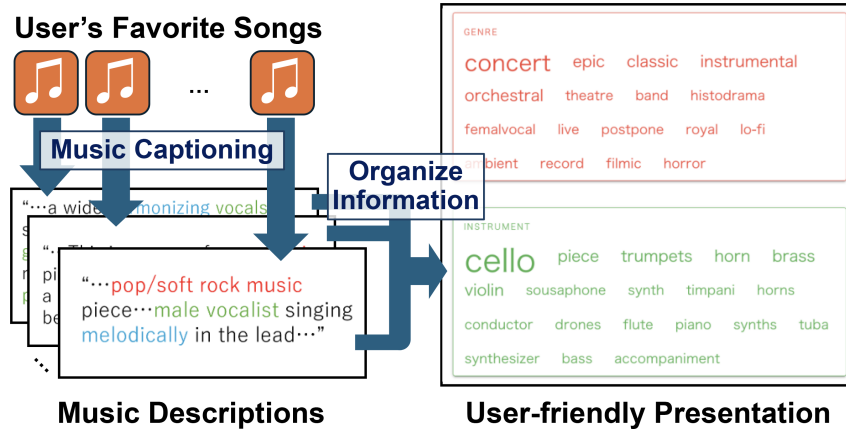 User's Favorite Songs
...
Music Captioning
Organize
Information
"…a wide monizing vocals
"…
pi
a
be
"…pop/soft rock music
piece…male vocalist singing
melodically in the lead…"
...
Music Descriptions
GENRE
concert epic classic instrumental
orchestral theatre band histodrama
femalvocal live postpone royal lo-fi
ambient record filmic horror
INSTRUMENT
cello piece trumpets horn brass
violin sousaphone synth timpani horns
conductor drones flute piano synths tuba
synthesizer bass accompaniment
User-friendly Presentation